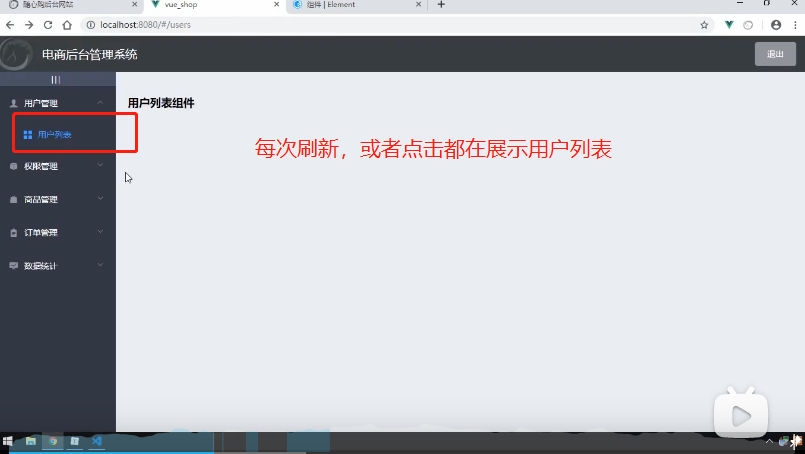 随心购后台网站
vue_shop
组件 | Element
localhost:8080/#/users
电商后台管理系统
退出
|||
用户管理
用户列表
权限管理
商品管理
订单管理
数据统计
用户列表组件
每次刷新，或者点击都在展示用户列表